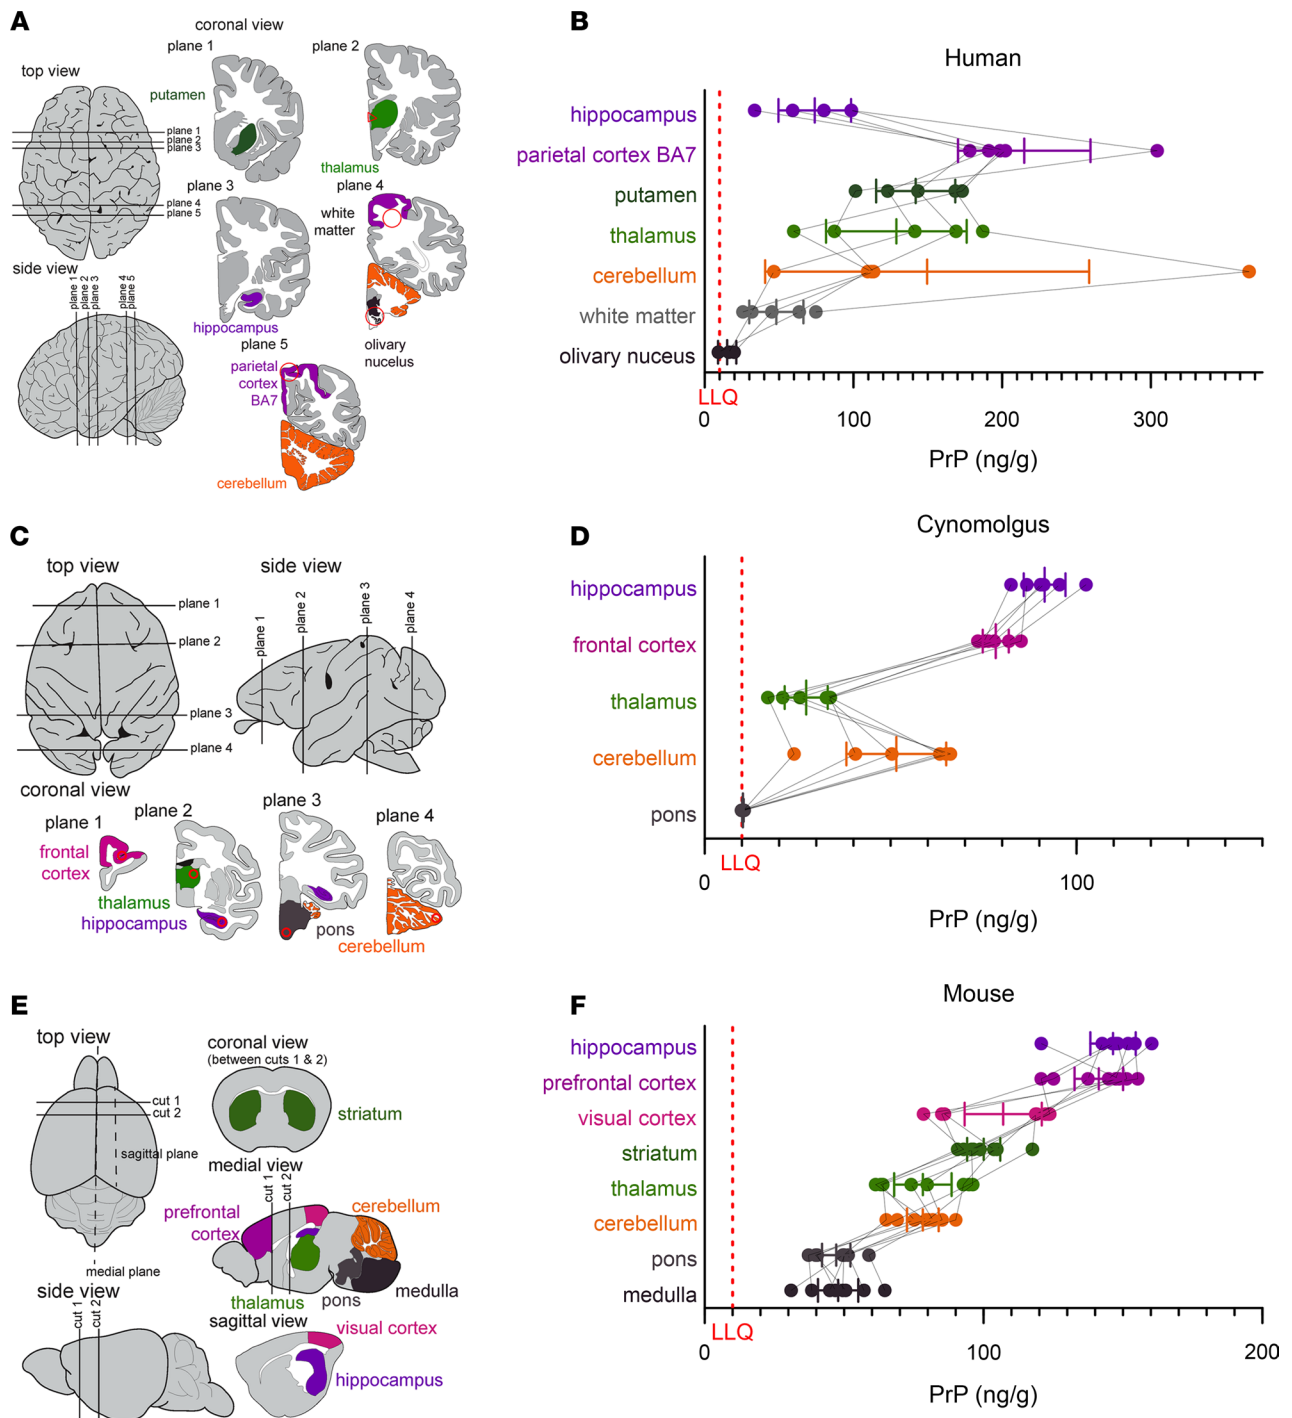 A
coronal view
plane 1
plane 2
top view
putamen
plane 1
plane 2
plane 3
thalamus
plane 3
plane 4
white
matter
plane 4
plane 5
side view
plane 1
plane 2
plane 3
plane 4
plane 5
hippocampus
olivary
nucelus
plane 5
parietal
cortex
BA7
cerebellum
B
Human
hippocampus
parietal cortex BA7
putamen
thalamus
cerebellum
white matter
olivary nuceus
LLQ
0
100
200
300
PrP (ng/g)
C
top view
side view
plane 1
plane 2
plane 3
plane 4
plane 1
plane 2
plane 3
plane 4
coronal view
plane 1
plane 2
plane 3
plane 4
frontal
cortex
thalamus
hippocampus
pons
cerebellum
D
Cynomolgus
hippocampus
frontal cortex
thalamus
cerebellum
pons
LLQ
0
100
PrP (ng/g)
E
top view
coronal view
(between cuts 1 & 2)
cut 1
cut 2
striatum
sagittal plane
medial view
cut 1
cut 2
prefrontal
cortex
cerebellum
medial plane
side view
cut 1
cut 2
thalamus
pons
medulla
sagittal view
visual cortex
hippocampus
F
Mouse
hippocampus
prefrontal cortex
visual cortex
striatum
thalamus
cerebellum
pons
medulla
LLQ
0
100
200
PrP (ng/g)